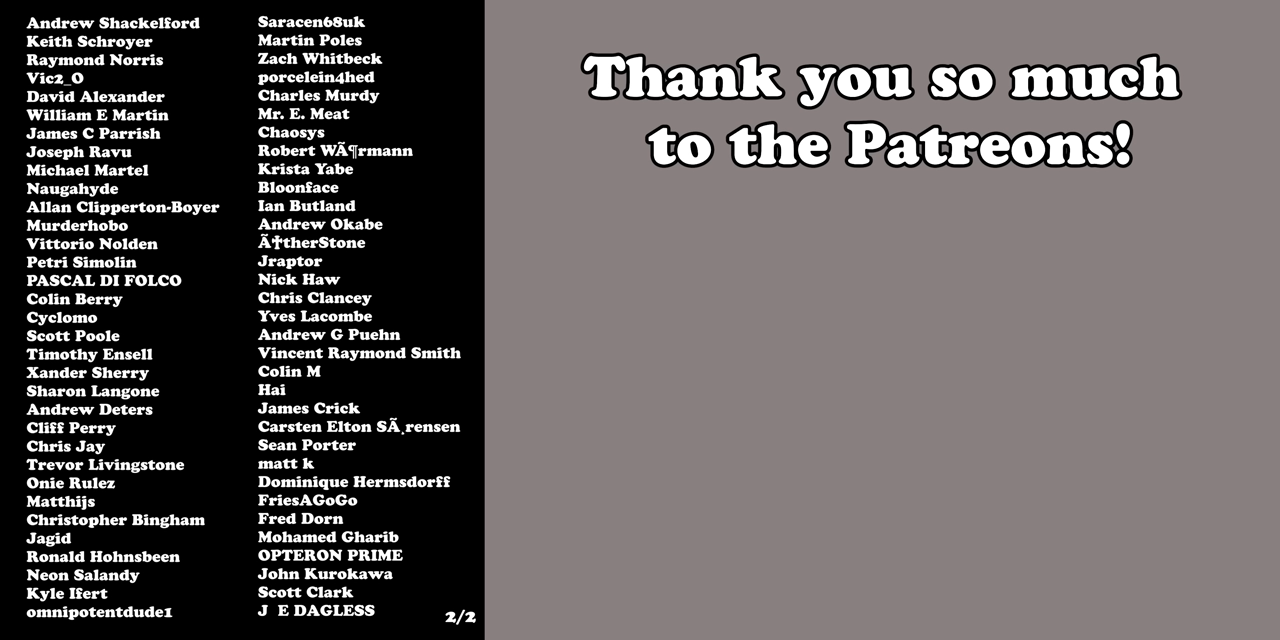 Andrew Shackelford
Keith Schroyer
Raymond Norris
Vic2_O
David Alexander
William E Martin
James C Parrish
Joseph Ravu
Michael Martel
Naugahyde
Allan Clipperton-Boyer
Murderhobo
Vittorio Nolden
Petri Simolin
PASCAL DI FOLCO
Colin Berry
Cyclomo
Scott Poole
Timothy Ensell
Xander Sherry
Sharon Langone
Andrew Deters
Cliff Perry
Chris Jay
Trevor Livingstone
Onie Rulez
Matthijs
Christopher Bingham
Jagid
Ronald Hohnsbeen
Neon Salandy
Kyle Ifert
omnipotentdude1
Saracen68uk
Martin Poles
Zach Whitbeck
porcelein4hed
Charles Murdy
Mr. E. Meat
Chaosys
Robert WÃ¶rmann
Krista Yabe
Bloonface
Ian Butland
Andrew Okabe
Ã†therStone
Jraptor
Nick Haw
Chris Clancey
Yves Lacombe
Andrew G Puehn
Vincent Raymond Smith
Colin M
Hai
James Crick
Carsten Elton SÃ¸rensen
Sean Porter
matt k
Dominique Hermsdorff
FriesAGoGo
Fred Dorn
Mohamed Gharib
OPTERON PRIME
John Kurokawa
Scott Clark
J  E DAGLESS
2/2
Thank you so much
to the Patreons!